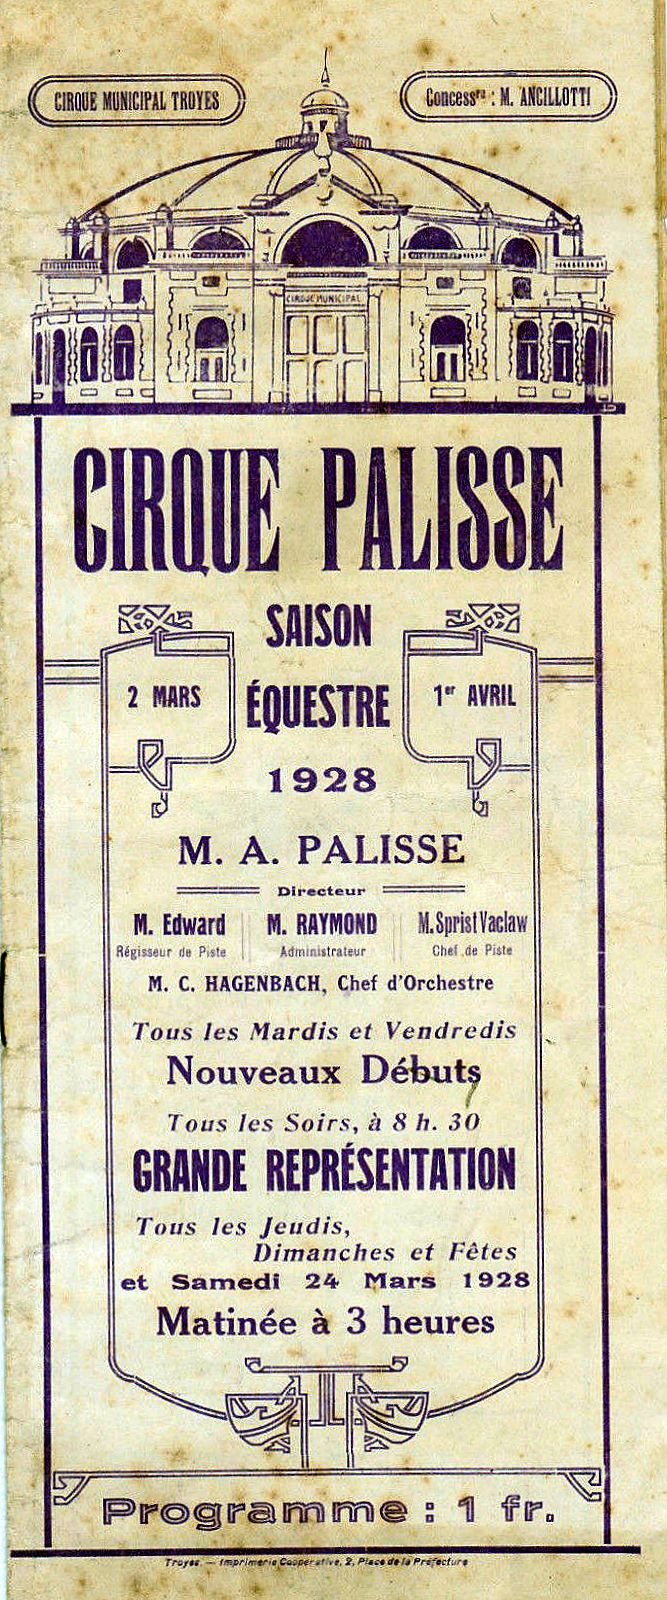 CIRQUE MUNICIPAL TROYES
Concessre : M. ANCILLOTTI
CIRQUE MUNICIPAL
CIRQUE PALISSE
SAISON
ÉQUESTRE
2 MARS
1er AVRIL
1928
M. A. PALISSE
Directeur
M. Edward
Régisseur de Piste
M. RAYMOND
Administrateur
M. Sprist Vaclaw
Chef de Piste
M. C. HAGENBACH, Chef d'Orchestre
Tous les Mardis et Vendredis
Nouveaux Débuts
Tous les Soirs, à 8 h. 30
GRANDE REPRÉSENTATION
Tous les Jeudis,
Dimanches et Fêtes
et Samedi 24 Mars 1928
Matinée à 3 heures
Programme : 1 fr.
Troyes. — Imprimerie Coopérative, 2, Place de la Préfecture